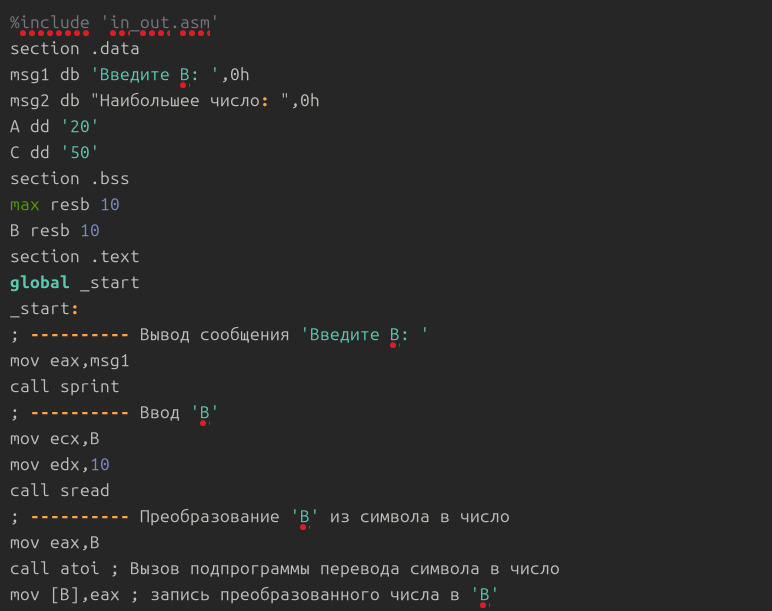 %include 'in_out.asm'
section .data
msg1 db 'Введите B: ',0h
msg2 db "Наибольшее число: ",0h
A dd '20'
C dd '50'
section .bss
max resb 10
B resb 10
section .text
global _start
_start:
; ---------- Вывод сообщения 'Введите B: '
mov eax,msg1
call sprint
; ---------- Ввод 'B'
mov ecx,B
mov edx,10
call sread
; ---------- Преобразование 'B' из символа в число
mov eax,B
call atoi ; Вызов подпрограммы перевода символа в число
mov [B],eax ; запись преобразованного числа в 'B'